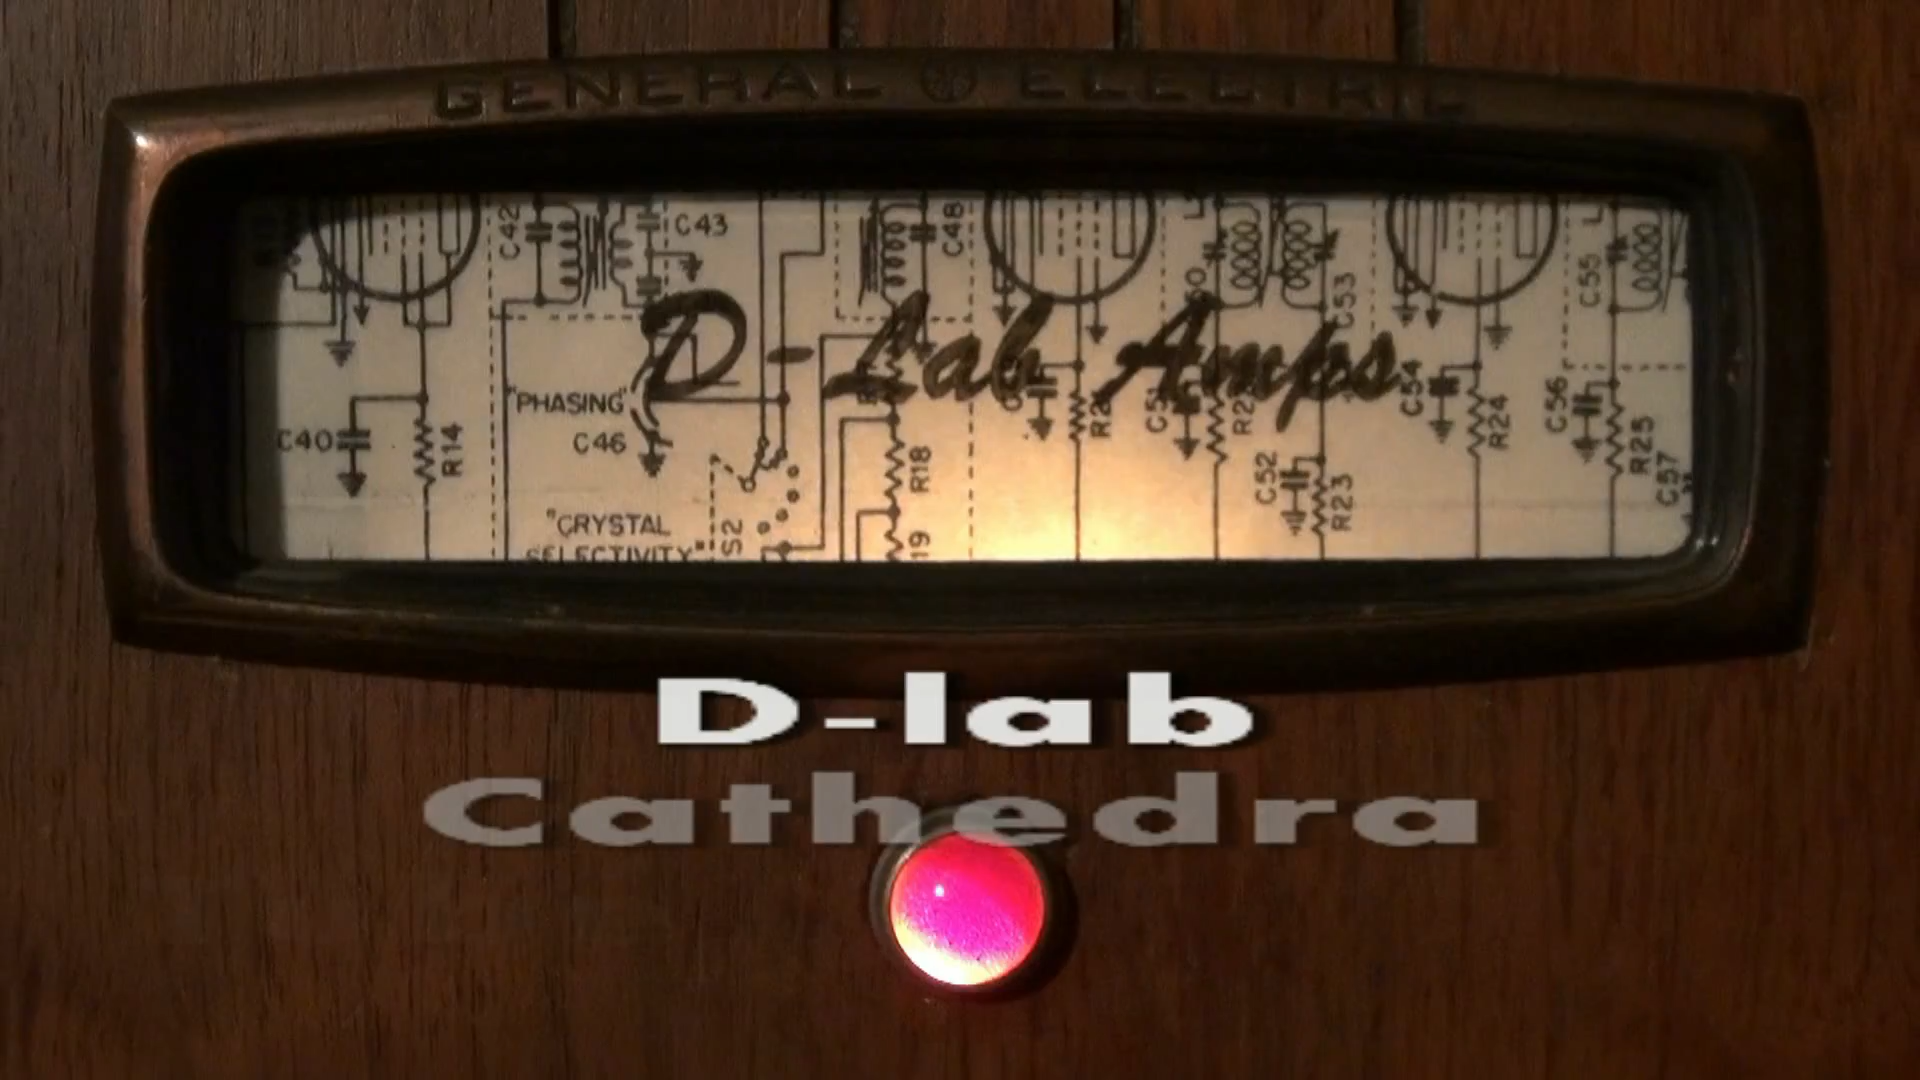 GENERAL ELECTRIC
C42
C43
C48
C53
C55
D-Lab Amps
"PHASING"
C46
C40
R14
R18
C54
R24
C56
R25
C57
C52
R23
"CRYSTAL
SELECTIVITY"
S2
19
D-lab
Cathedra